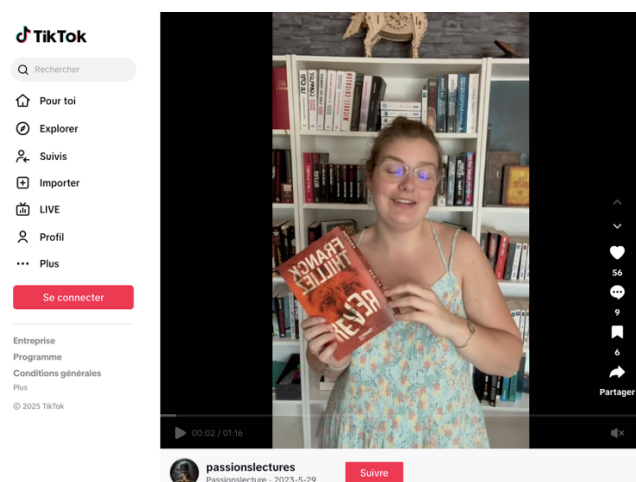 TikTok
Rechercher
Pour toi
Explorer
Suivis
Importer
LIVE
Profil
Plus
Se connecter
Entreprise
Programme
Conditions générales
Plus
© 2025 TikTok
FRANCK
THILLIEZ
RÊVER
56
9
6
Partager
00:02 / 01:16
passionslectures
Passionlecture · 2023-5-29
Suivre